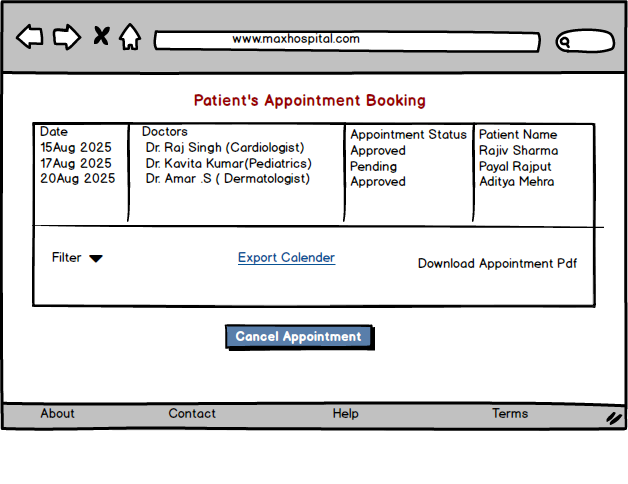 www.maxhospital.com
Patient's Appointment Booking
Date Doctors Appointment Status Patient Name
15Aug 2025 Dr. Raj Singh (Cardiologist) Approved Rajiv Sharma
17Aug 2025 Dr. Kavita Kumar(Pediatrics) Pending Payal Rajput
20Aug 2025 Dr. Amar .S ( Dermatologist) Approved Aditya Mehra
Filter Export Calender Download Appointment Pdf
Cancel Appointment
About Contact Help Terms